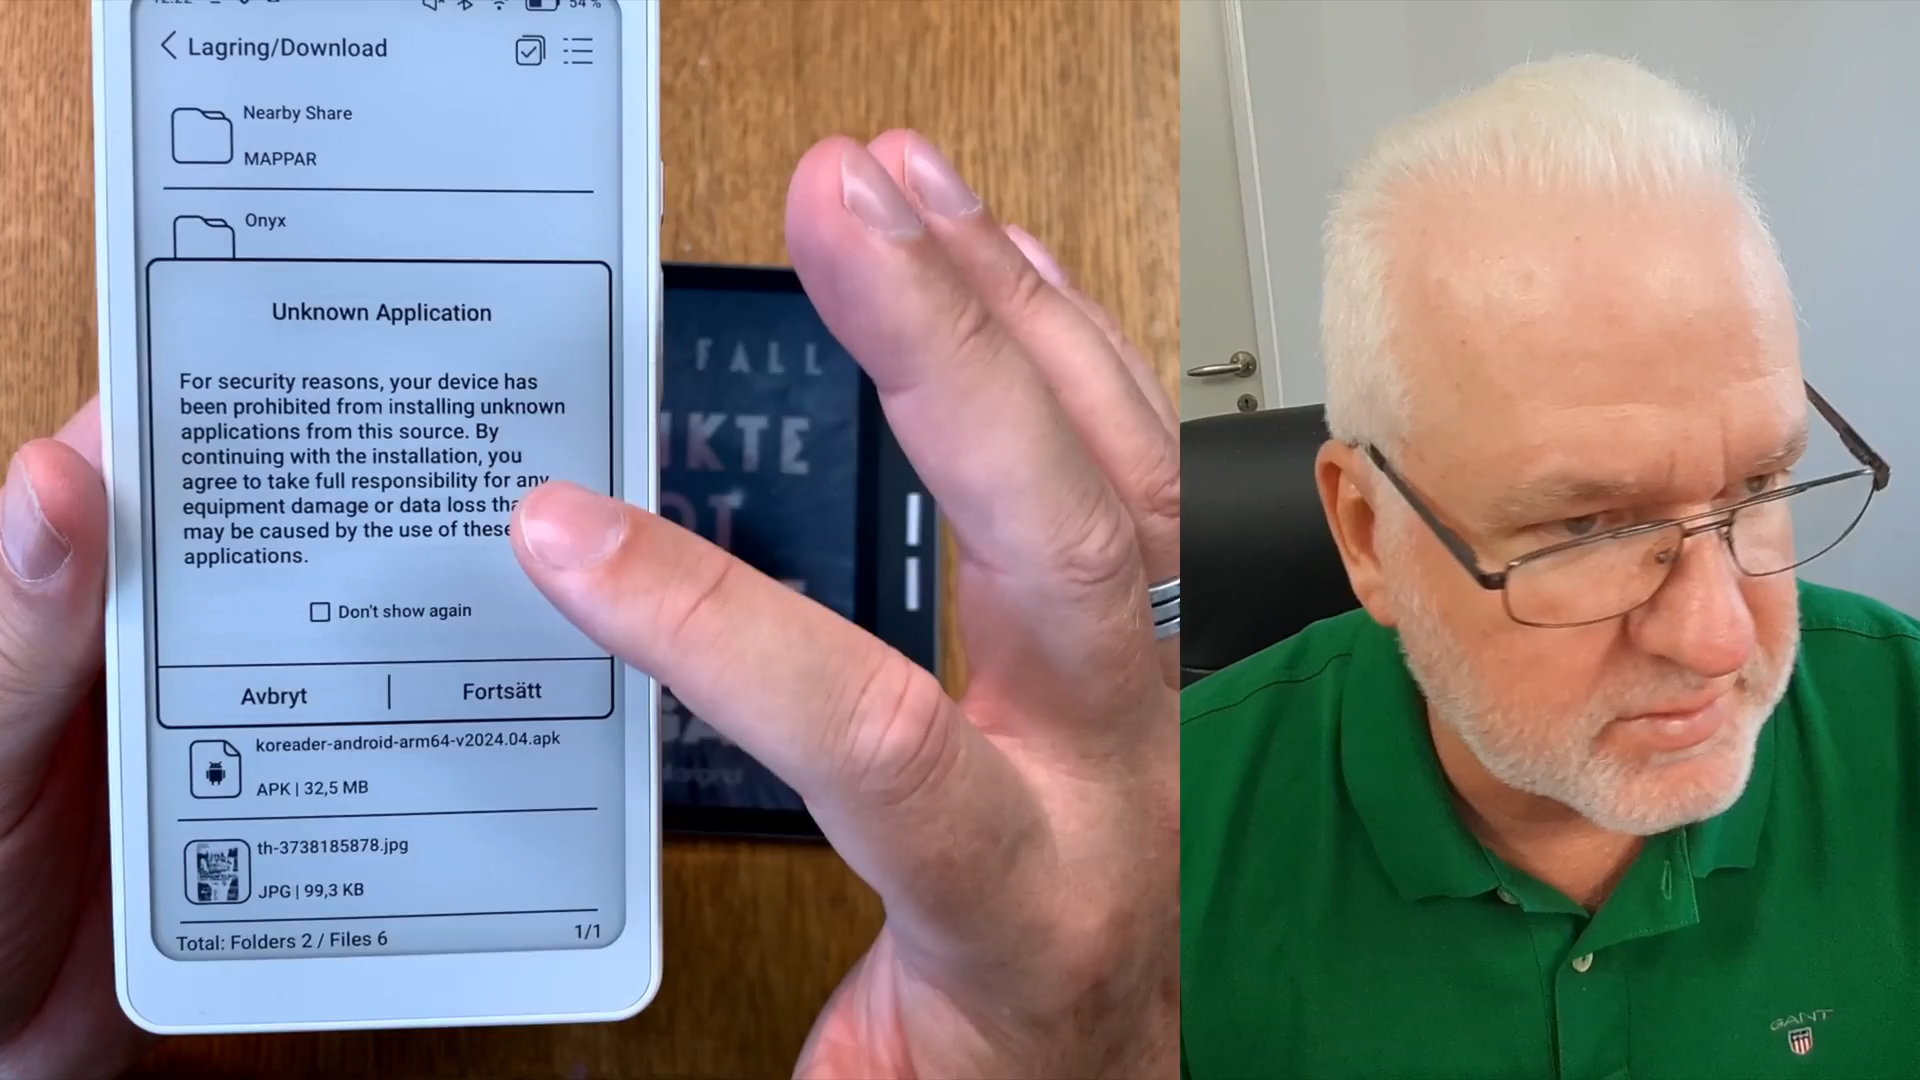 54 %
Lagring/Download
Nearby Share
MAPPAR
Onyx
Unknown Application
For security reasons, your device has
been prohibited from installing unknown
applications from this source. By
continuing with the installation, you
agree to take full responsibility for any
equipment damage or data loss
may be caused by the use of these
applications.
Don't show again
Avbryt | Fortsätt
koreader-android-arm64-v2024.04.apk
APK | 32,5 MB
th-3738185878.jpg
JPG | 99,3 KB
Total: Folders 2 / Files 6
1/1
FALL
GANT